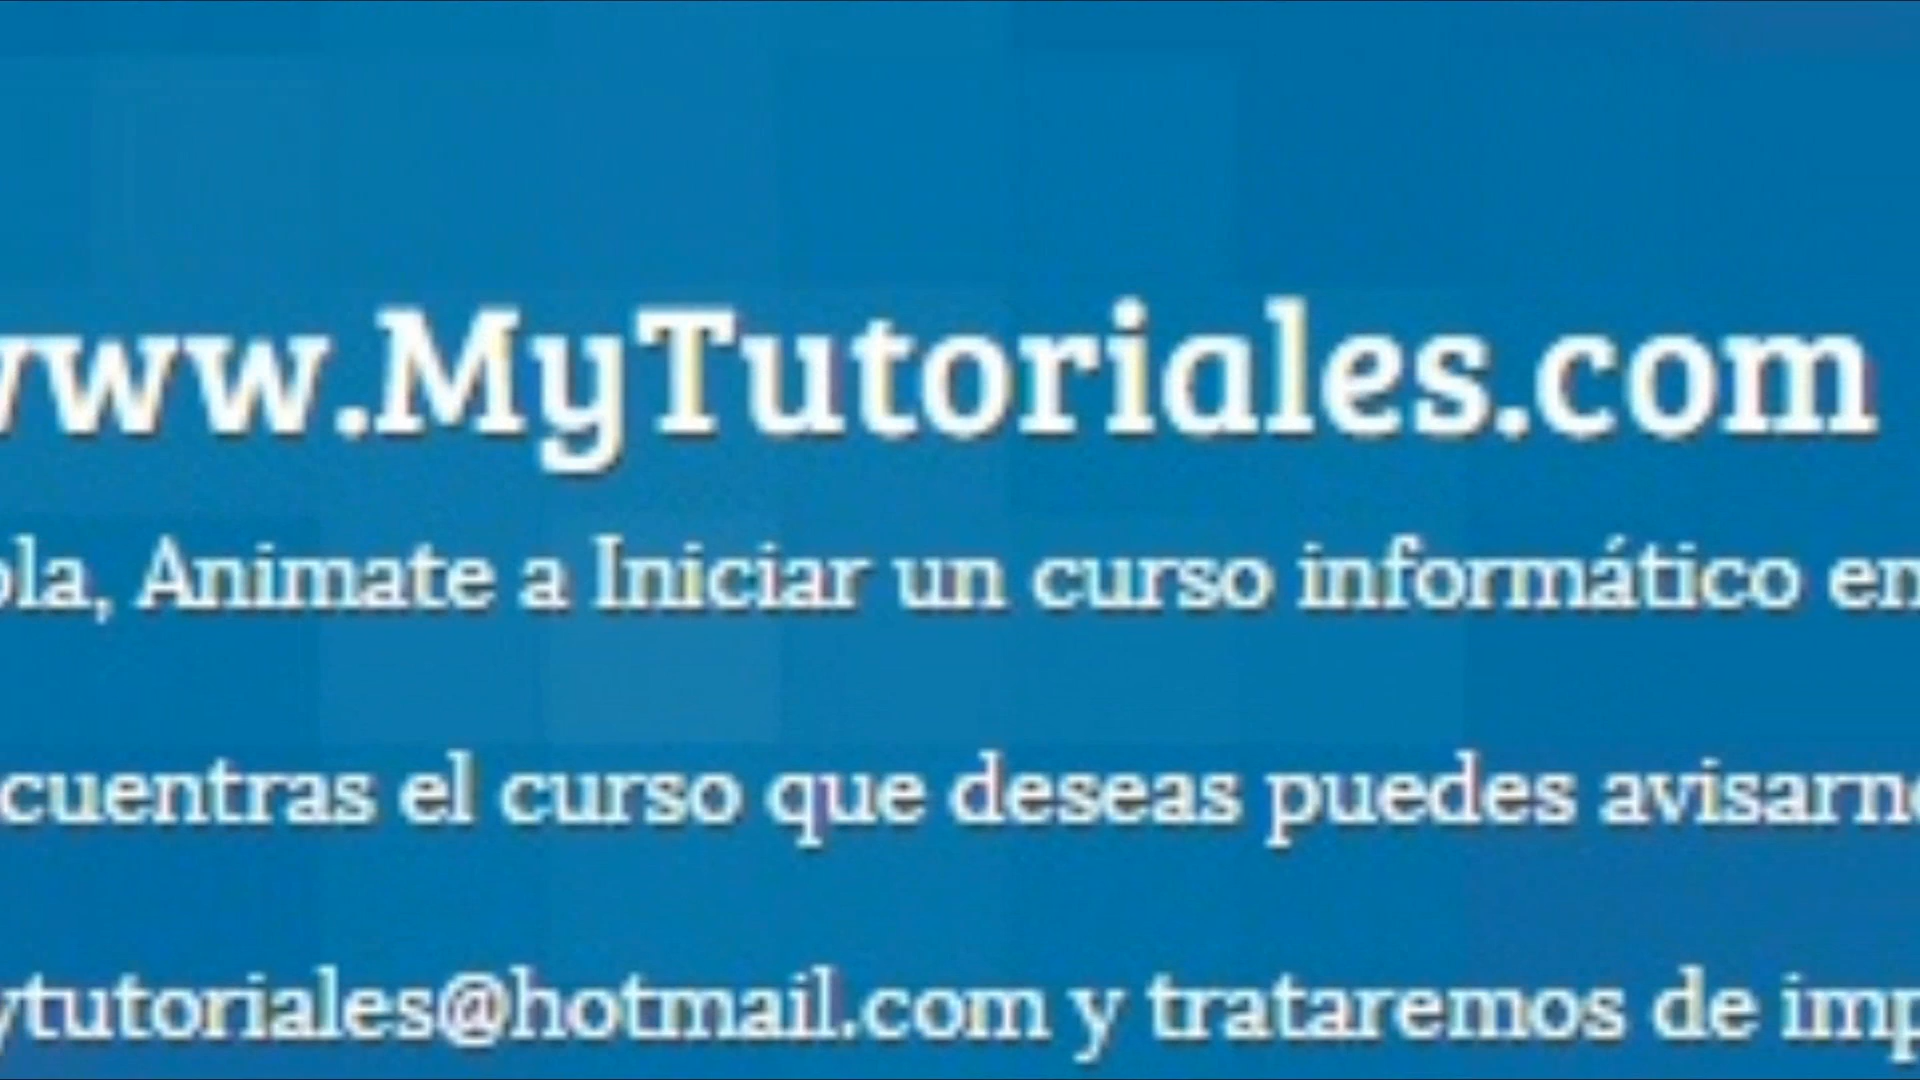 www.MyTutoriales.com
la, Animate a Iniciar un curso informático en
cuentras el curso que deseas puedes avisarn
ytutoriales@hotmail.com y trataremos de imp